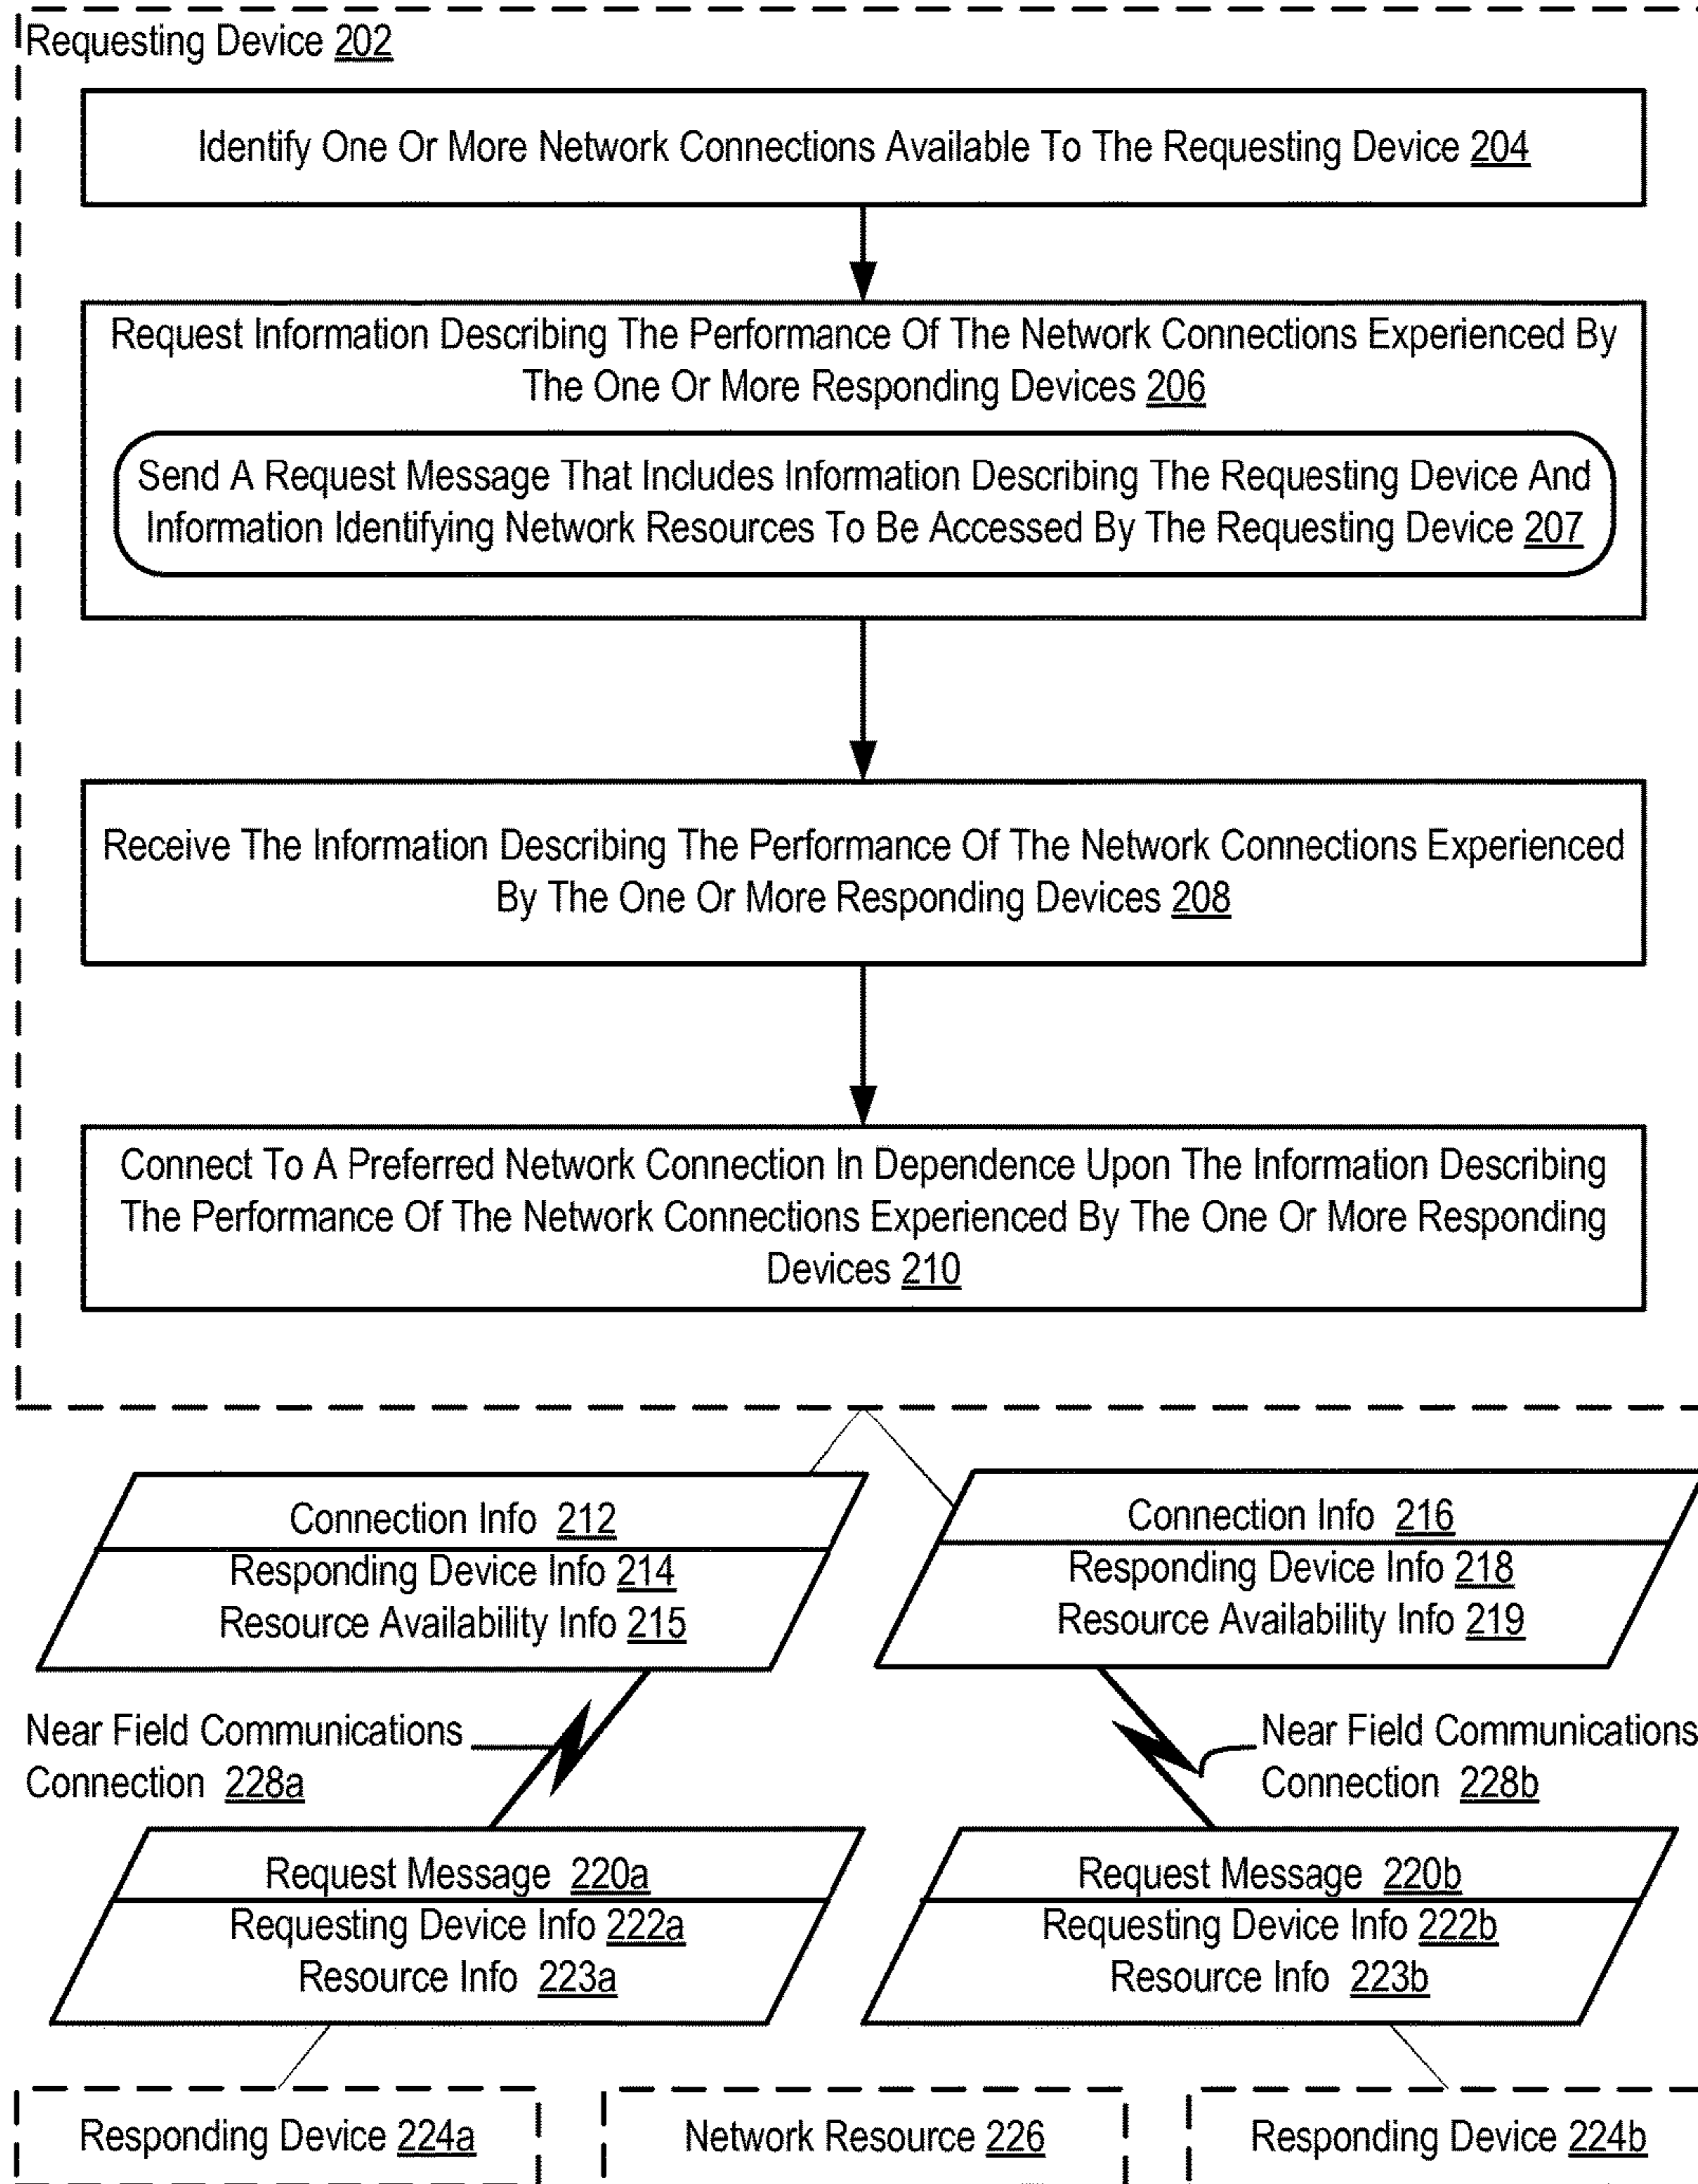 Requesting Device 202
Identify One Or More Network Connections Available To The Requesting Device 204
Request Information Describing The Performance Of The Network Connections Experienced By
The One Or More Responding Devices 206
Send A Request Message That Includes Information Describing The Requesting Device And
Information Identifying Network Resources To Be Accessed By The Requesting Device 207
Receive The Information Describing The Performance Of The Network Connections Experienced
By The One Or More Responding Devices 208
Connect To A Preferred Network Connection In Dependence Upon The Information Describing
The Performance Of The Network Connections Experienced By The One Or More Responding
Devices 210
Connection Info 212
Responding Device Info 214
Resource Availability Info 215
Connection Info 216
Responding Device Info 218
Resource Availability Info 219
Near Field Communications
Connection 228a
Near Field Communications
Connection 228b
Request Message 220a
Requesting Device Info 222a
Resource Info 223a
Request Message 220b
Requesting Device Info 222b
Resource Info 223b
Responding Device 224a
Network Resource 226
Responding Device 224b